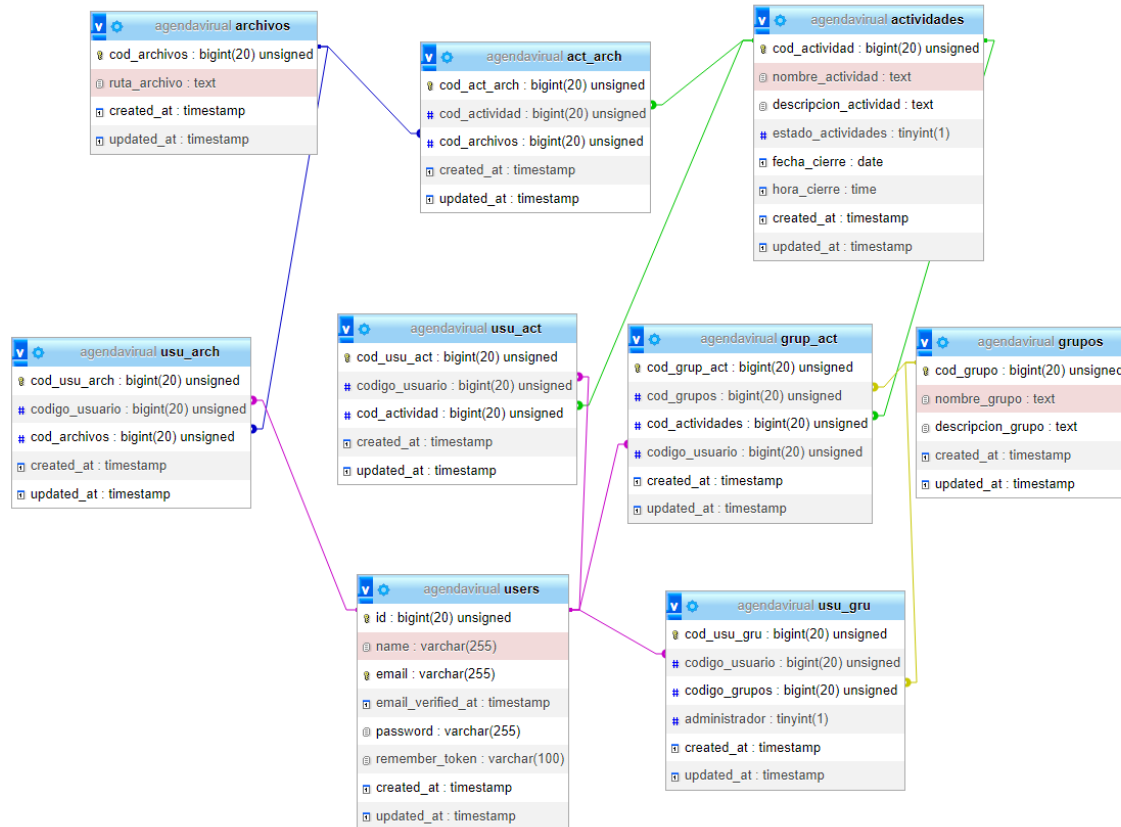 agendavirual archivos
cod_archivos : bigint(20) unsigned
ruta_archivo : text
created_at : timestamp
updated_at : timestamp
agendavirual act_arch
cod_act_arch : bigint(20) unsigned
cod_actividad : bigint(20) unsigned
cod_archivos : bigint(20) unsigned
created_at : timestamp
updated_at : timestamp
agendavirual actividades
cod_actividad : bigint(20) unsigned
nombre_actividad : text
descripcion_actividad : text
estado_actividades : tinyint(1)
fecha_cierre : date
hora_cierre : time
created_at : timestamp
updated_at : timestamp
agendavirual usu_arch
cod_usu_arch : bigint(20) unsigned
codigo_usuario : bigint(20) unsigned
cod_archivos : bigint(20) unsigned
created_at : timestamp
updated_at : timestamp
agendavirual usu_act
cod_usu_act : bigint(20) unsigned
codigo_usuario : bigint(20) unsigned
cod_actividad : bigint(20) unsigned
created_at : timestamp
updated_at : timestamp
agendavirual grup_act
cod_grup_act : bigint(20) unsigned
cod_grupos : bigint(20) unsigned
cod_actividades : bigint(20) unsigned
codigo_usuario : bigint(20) unsigned
created_at : timestamp
updated_at : timestamp
agendavirual grupos
cod_grupo : bigint(20) unsigned
nombre_grupo : text
descripcion_grupo : text
created_at : timestamp
updated_at : timestamp
agendavirual users
id : bigint(20) unsigned
name : varchar(255)
email : varchar(255)
email_verified_at : timestamp
password : varchar(255)
remember_token : varchar(100)
created_at : timestamp
updated_at : timestamp
agendavirual usu_gru
cod_usu_gru : bigint(20) unsigned
codigo_usuario : bigint(20) unsigned
codigo_grupos : bigint(20) unsigned
administrador : tinyint(1)
created_at : timestamp
updated_at : timestamp